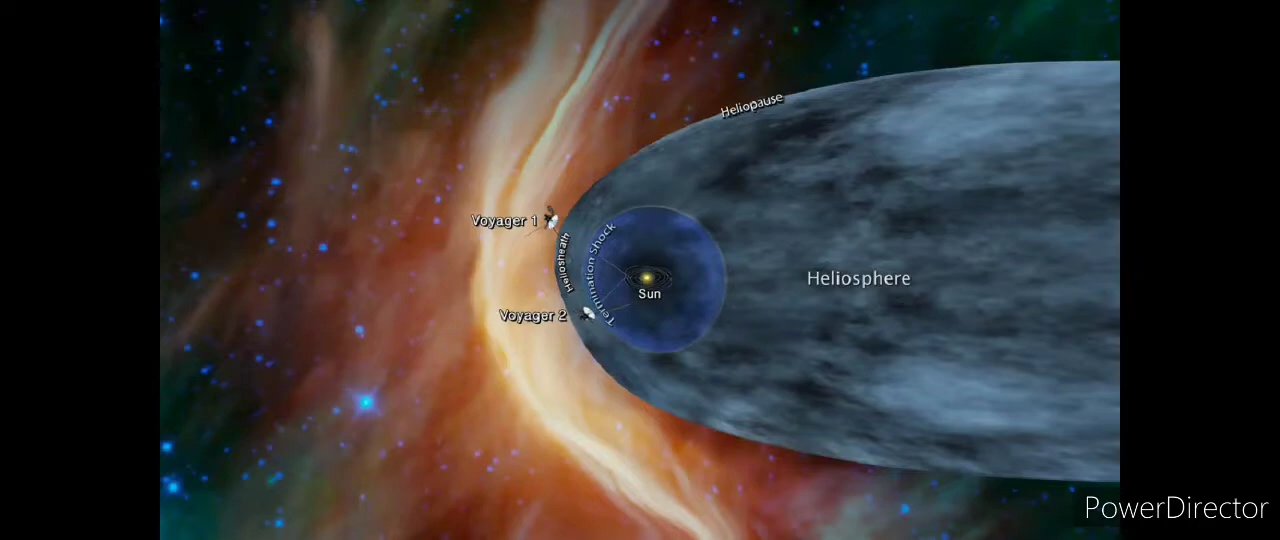 Heliopause
Voyager 1
Heliosheath
Termination Shock
Sun
Heliosphere
Voyager 2
PowerDirector